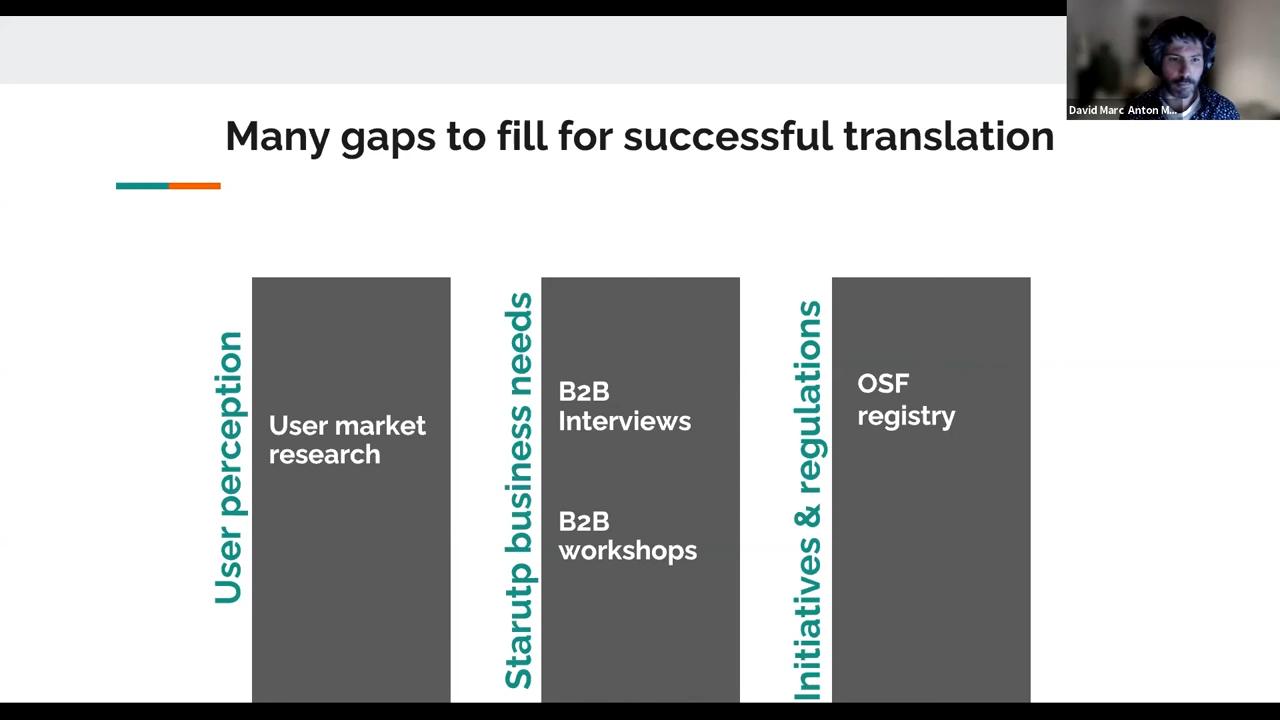 David Marc Anton M...
Many gaps to fill for successful translation
User perception
User market
research
Starutp business needs
B2B
Interviews
B2B
workshops
Initiatives & regulations
OSF
registry